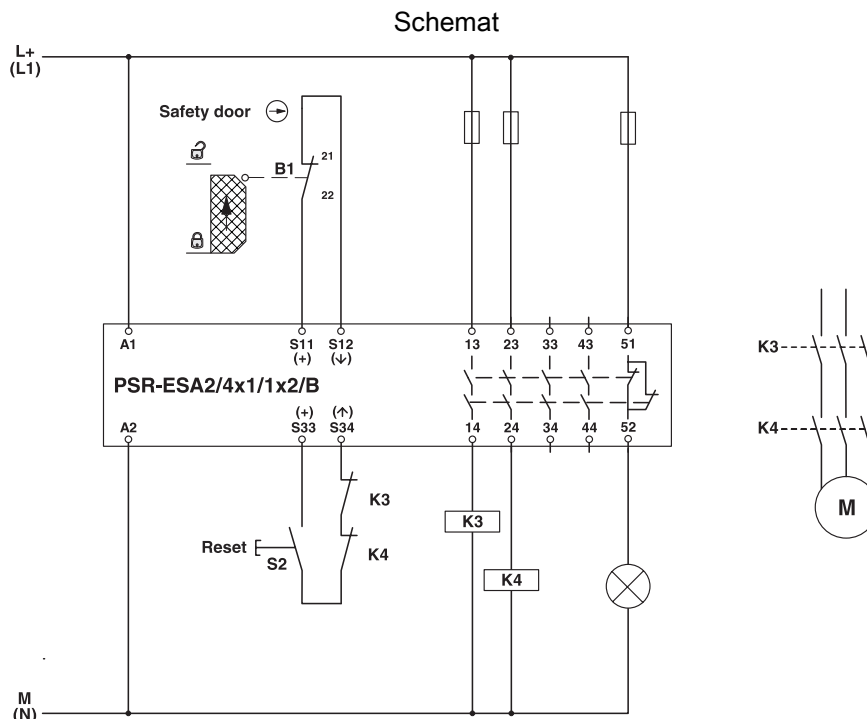 Schemat
L+
(L1)
Safety door
B1
21
22
A1
S11
(+)
S12
(↓)
13
23
33
43
51
PSR-ESA2/4x1/1x2/B
(+)
(↑)
A2
S33
S34
14
24
34
44
52
K3
K4
M
K3
K4
Reset
S2
K3
K4
M
(N)